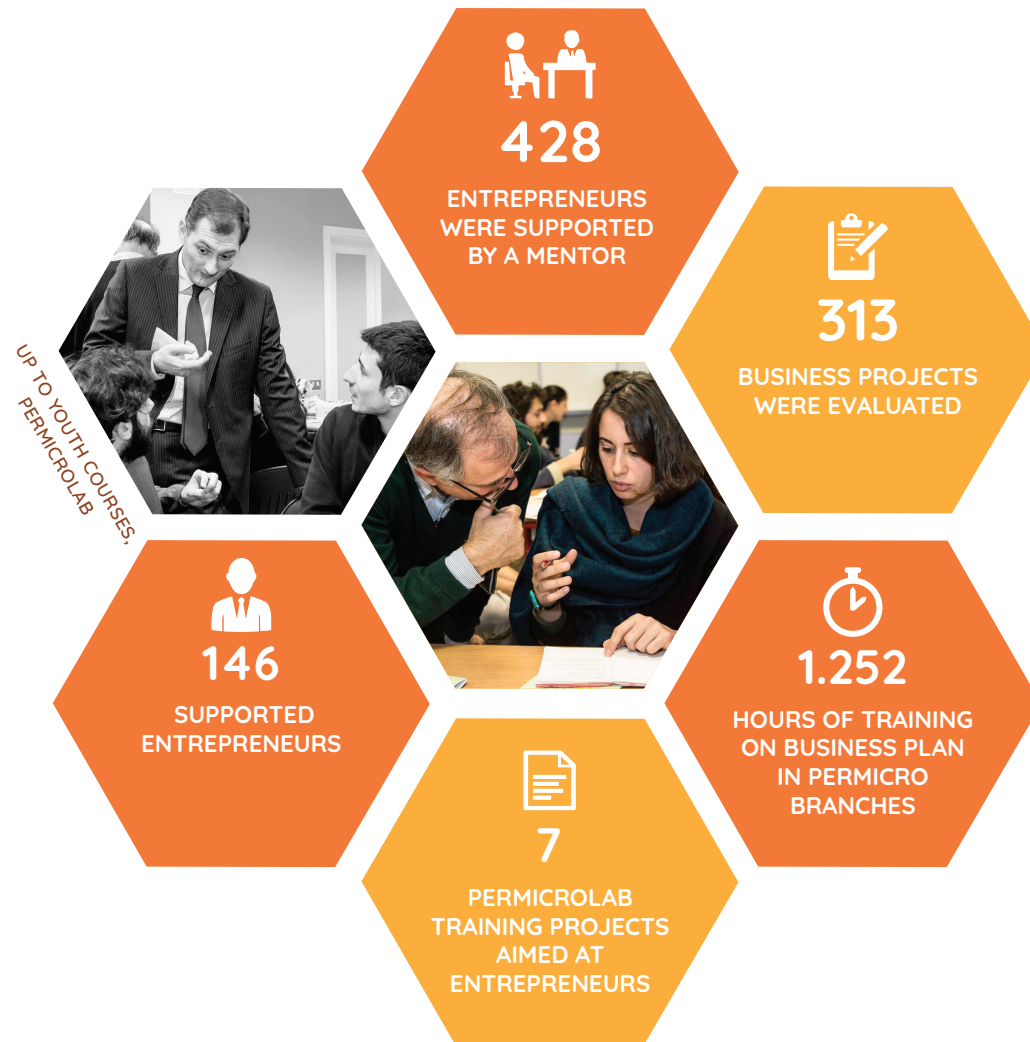 428
ENTREPRENEURS
WERE SUPPORTED
BY A MENTOR
313
BUSINESS PROJECTS
WERE EVALUATED
UP TO YOUTH COURSES,
PERMICROLAB
146
SUPPORTED
ENTREPRENEURS
1.252
HOURS OF TRAINING
ON BUSINESS PLAN
IN PERMICRO
BRANCHES
7
PERMICROLAB
TRAINING PROJECTS
AIMED AT
ENTREPRENEURS